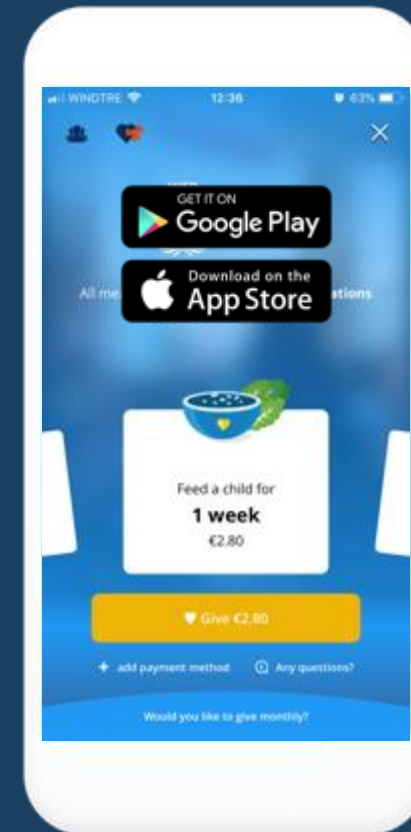 WINDTRE 12:36 63%
GET IT ON
Google Play
Download on the
App Store
All
ations
Feed a child for
1 week
€2.80
Give €2.80
+ add payment method Any questions?
Would you like to give monthly?